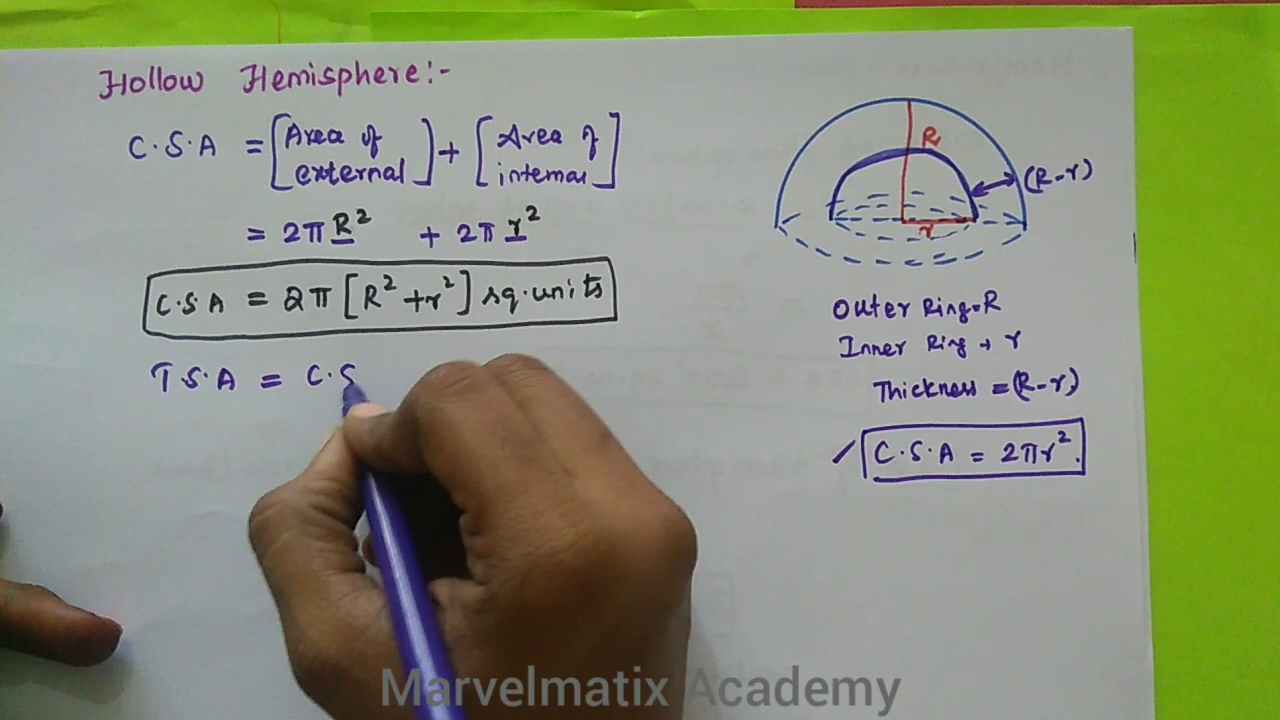 Hollow Hemisphere:-
C.S.A = [Area of external] + [Area of internal]
= 2π R² + 2π r²
C.S.A = 2π [R² + r²] sq.units
T.S.A = C.S
R
r
(R-r)
Outer Ring = R
Inner Ring → r
Thickness = (R-r)
C.S.A = 2πr².
Marvelmatix Academy